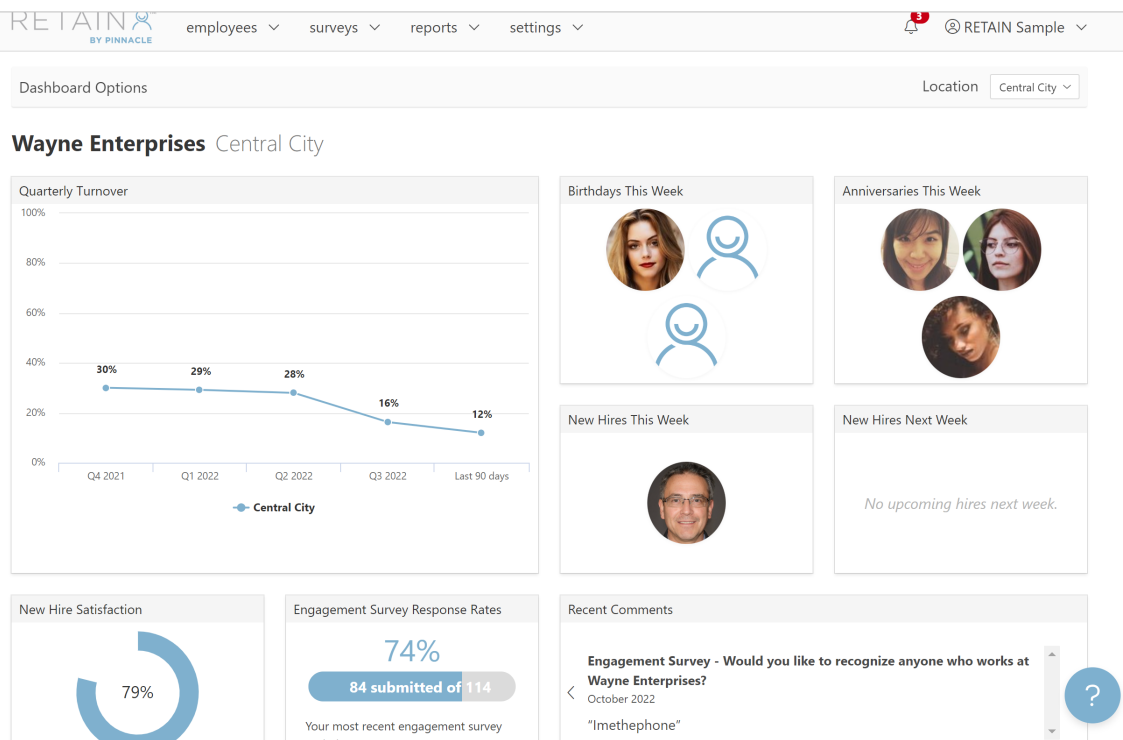 RETAIN
BY PINNACLE
employees
surveys
reports
settings
3
RETAIN Sample
Dashboard Options
Location
Central City
Wayne Enterprises Central City
Quarterly Turnover
100%
80%
60%
40%
20%
0%
30%
29%
28%
16%
12%
Q4 2021
Q1 2022
Q2 2022
Q3 2022
Last 90 days
Central City
Birthdays This Week
Anniversaries This Week
New Hires This Week
New Hires Next Week
No upcoming hires next week.
New Hire Satisfaction
79%
Engagement Survey Response Rates
74%
84 submitted of 114
Your most recent engagement survey
Recent Comments
Engagement Survey - Would you like to recognize anyone who works at
Wayne Enterprises?
October 2022
"Imethephone"
?